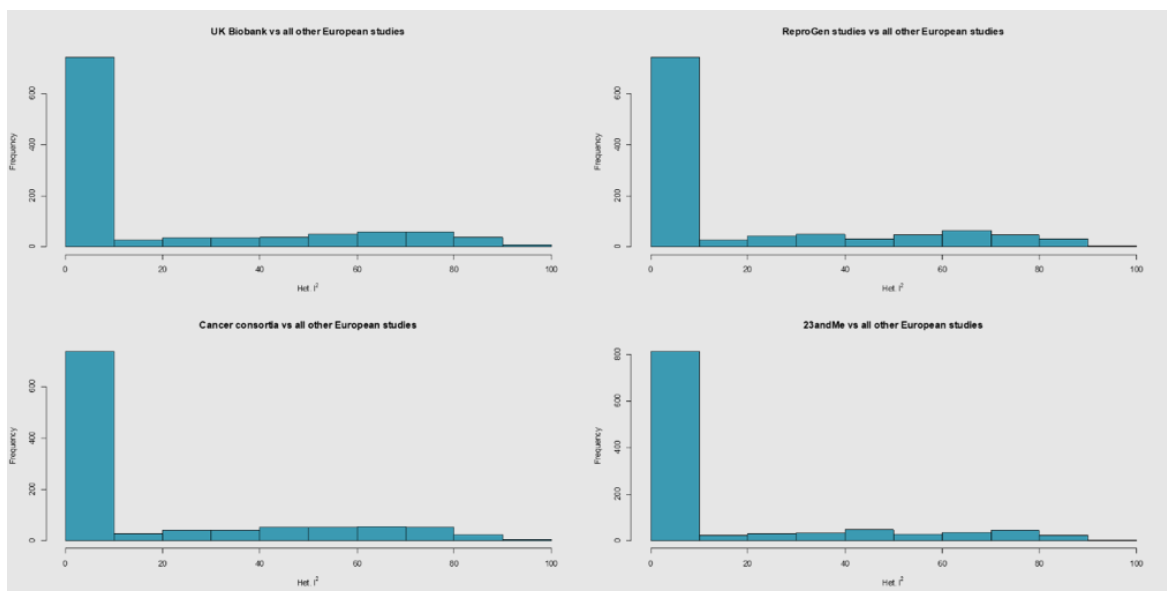 UK Biobank vs all other European studies
Frequency
0 200 400 600
0 20 40 60 80 100
Het. I²
ReproGen studies vs all other European studies
Frequency
0 200 400 600
0 20 40 60 80 100
Het. I²
Cancer consortia vs all other European studies
Frequency
0 200 400 600
0 20 40 60 80 100
Het. I²
23andMe vs all other European studies
Frequency
0 200 400 600 800
0 20 40 60 80 100
Het. I²